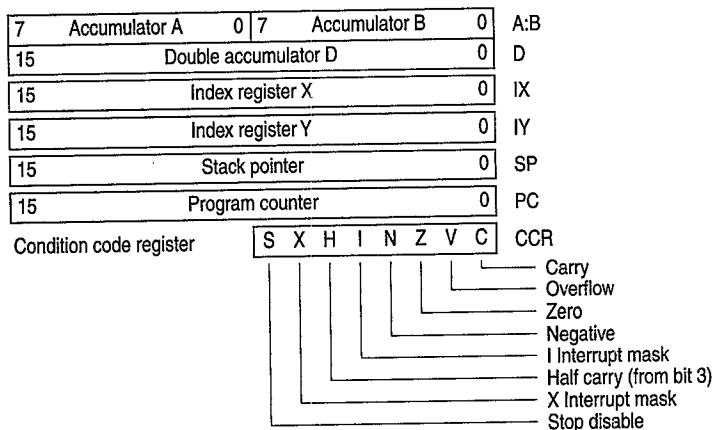 7 Accumulator A 0 7 Accumulator B 0 A:B
15 Double accumulator D 0 D
15 Index register X 0 IX
15 Index register Y 0 IY
15 Stack pointer 0 SP
15 Program counter 0 PC
Condition code register S X H I N Z V C CCR
Carry
Overflow
Zero
Negative
I Interrupt mask
Half carry (from bit 3)
X Interrupt mask
Stop disable